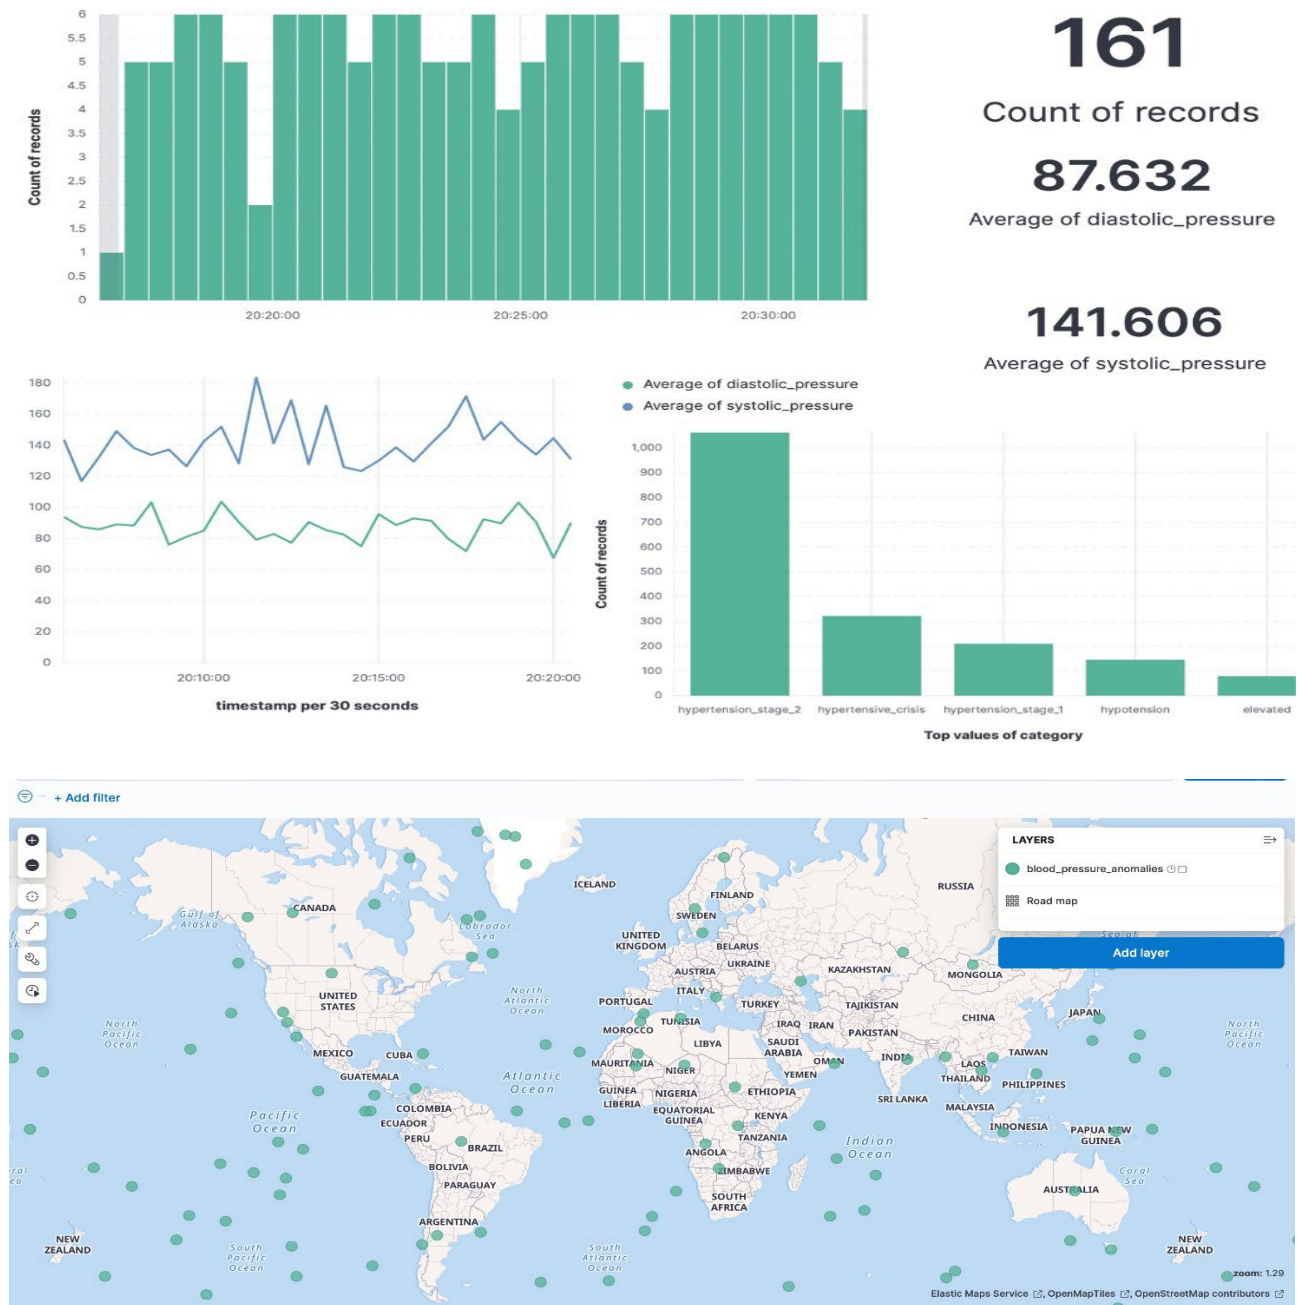 6
5.5
5
4.5
4
3.5
3
2.5
2
1.5
1
0.5
0
Count of records
20:20:00
20:25:00
20:30:00
161
Count of records
87.632
Average of diastolic_pressure
141.606
Average of systolic_pressure
180
160
140
120
100
80
60
40
20
0
20:10:00
20:15:00
20:20:00
timestamp per 30 seconds
Average of diastolic_pressure
Average of systolic_pressure
1,000
900
800
700
600
500
400
300
200
100
0
Count of records
hypertension_stage_2
hypertensive_crisis
hypertension_stage_1
hypotension
elevated
Top values of category
+ Add filter
LAYERS
blood_pressure_anomalies
Road map
Add layer
ICELAND
RUSSIA
FINLAND
CANADA
Gulf of
Alaska
SWEDEN
Labrador
Sea
UNITED
KINGDOM
BELARUS
UKRAINE
Sea of
AUSTRIA
KAZAKHSTAN
MONGOLIA
UNITED
STATES
North
Atlantic
Ocean
PORTUGAL
ITALY
TURKEY
TAJIKISTAN
CHINA
JAPAN
North
Pacific
Ocean
MOROCCO
TUNISIA
LIBYA
IRAQ
IRAN
PAKISTAN
North
Pacific
Ocean
MEXICO
CUBA
MAURITANIA
NIGER
SAUDI
ARABIA
OMAN
INDIA
LAOS
TAIWAN
GUATEMALA
Atlantic
Ocean
YEMEN
THAILAND
PHILIPPINES
GUINEA
LIBERIA
NIGERIA
ETHIOPIA
SRI LANKA
COLOMBIA
EQUATORIAL
GUINEA
KENYA
MALAYSIA
Pacific
Ocean
ECUADOR
PERU
BRAZIL
TANZANIA
Indian
Ocean
INDONESIA
PAPUA NEW
GUINEA
ANGOLA
BOLIVIA
ZIMBABWE
Coral
Sea
PARAGUAY
SOUTH
AFRICA
AUSTRALIA
ARGENTINA
NEW
ZEALAND
South
Pacific
Ocean
South
Atlantic
Ocean
NEW
ZEALAND
zoom: 1.29
Elastic Maps Service, OpenMapTiles, OpenStreetMap contributors